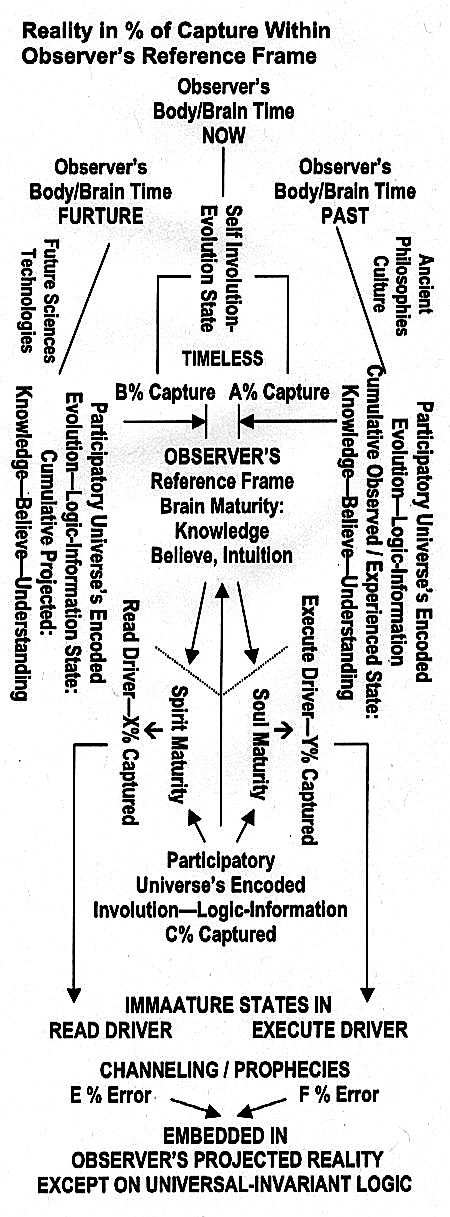 Reality in % of Capture Within
Observer's Reference Frame
Observer's
Body/Brain Time
NOW
Observer's
Body/Brain Time
FURTURE
Observer's
Body/Brain Time
PAST
Self Involution-
Evolution State
Future Sciences
Technologies
Ancient
Philosophies
Culture
TIMELESS
B% Capture
A% Capture
Participatory Universe's Encoded
Evolution—Logic-Information State:
Cumulative Projected:
Knowledge—Believe—Understanding
Participatory Universe's Encoded
Evolution—Logic-Information
Cumulative Observed / Experienced State:
Knowledge—Believe—Understanding
OBSERVER'S
Reference Frame
Brain Maturity:
Knowledge
Believe, Intuition
Read Driver—X% Captured
Spirit Maturity
Soul Maturity
Execute Driver—Y% Captured
Participatory
Universe's Encoded
Involution—Logic-Information
C% Captured
IMMAATURE STATES IN
READ DRIVER
EXECUTE DRIVER
CHANNELING / PROPHECIES
E % Error
F % Error
EMBEDDED IN
OBSERVER'S PROJECTED REALITY
EXCEPT ON UNIVERSAL-INVARIANT LOGIC